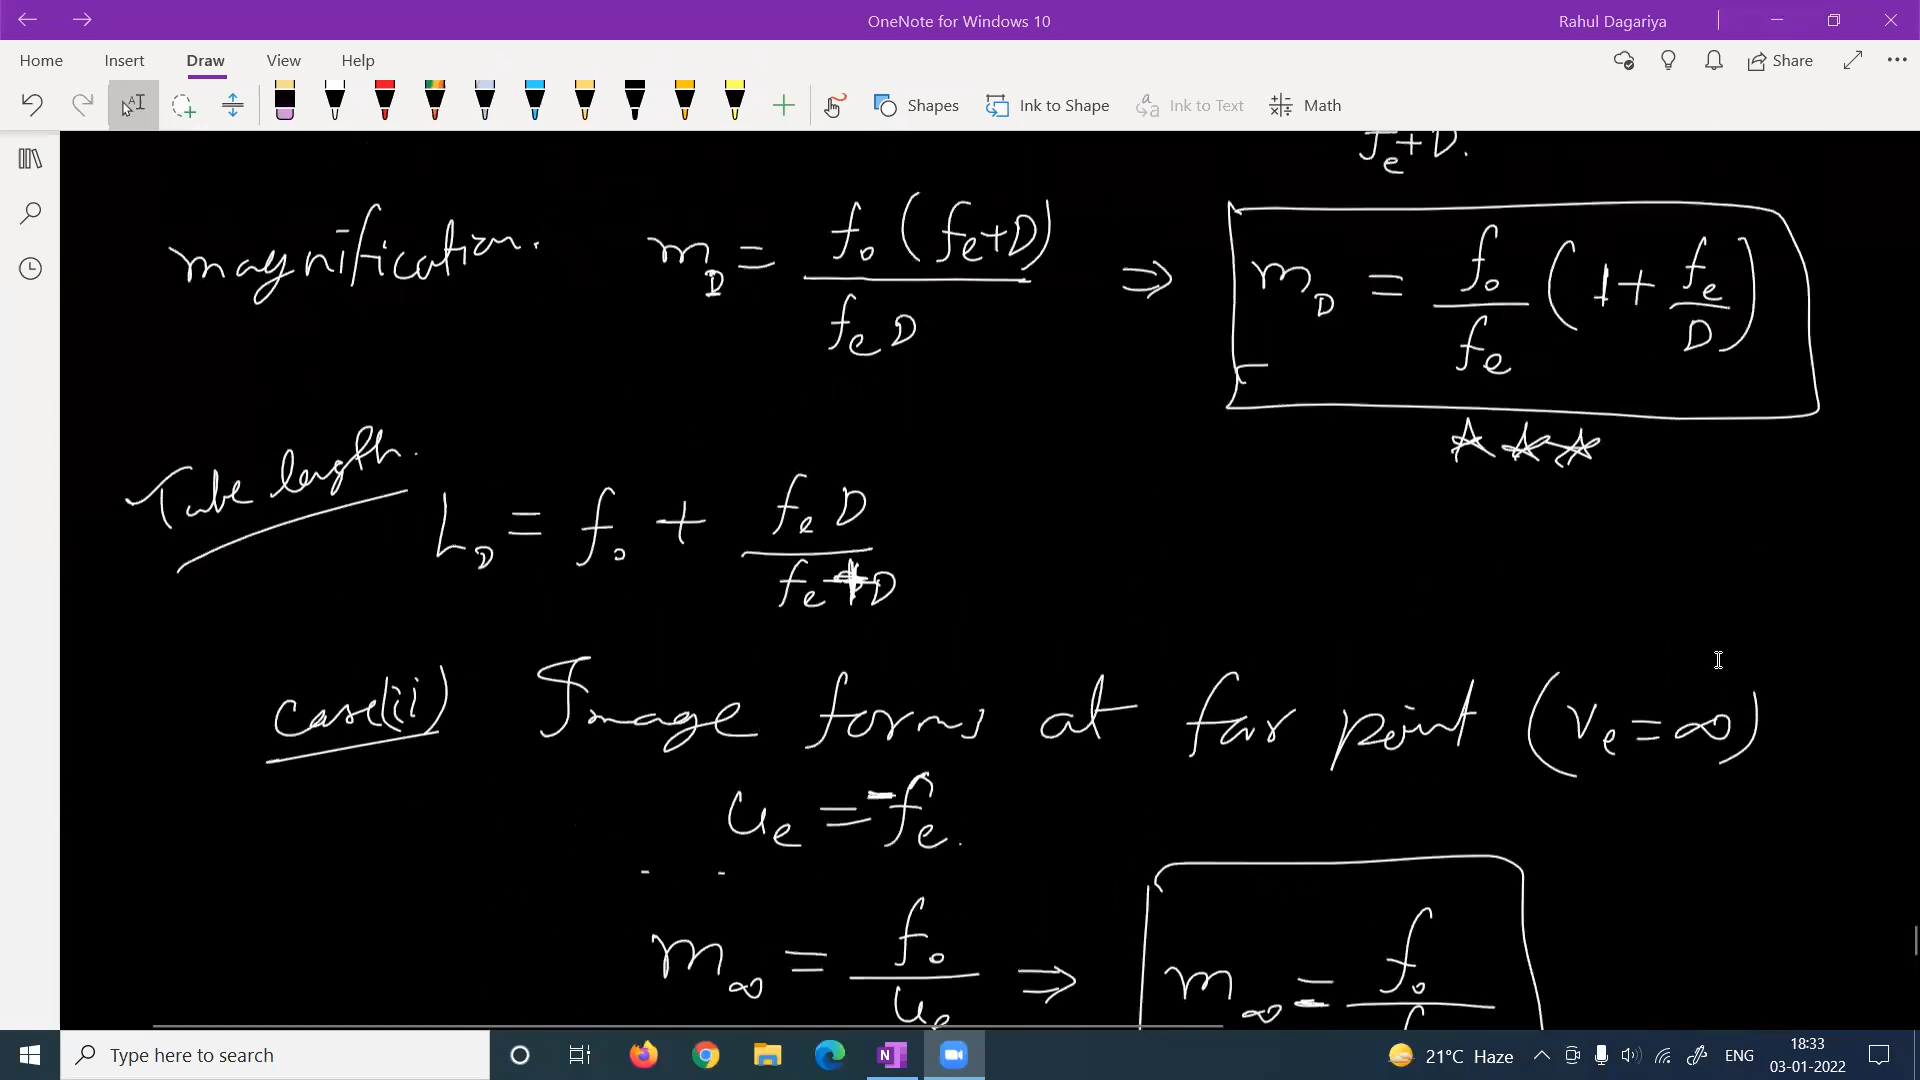 OneNote for Windows 10
Rahul Dagariya
Home Insert Draw View Help
Share
Shapes Ink to Shape Ink to Text Math
fe+D.
magnification. mD = fo (fe+D) / fe D ⇒ mD = fo / fe (1 + fe / D)
Tube length. LD = fo + fe D / fe + D
case(ii) Image forms at far point (ve = ∞)
ue = -fe.
m∞ = fo / ue ⇒ m∞ = fo / f
Type here to search
N
21°C Haze
ENG
18:33
03-01-2022